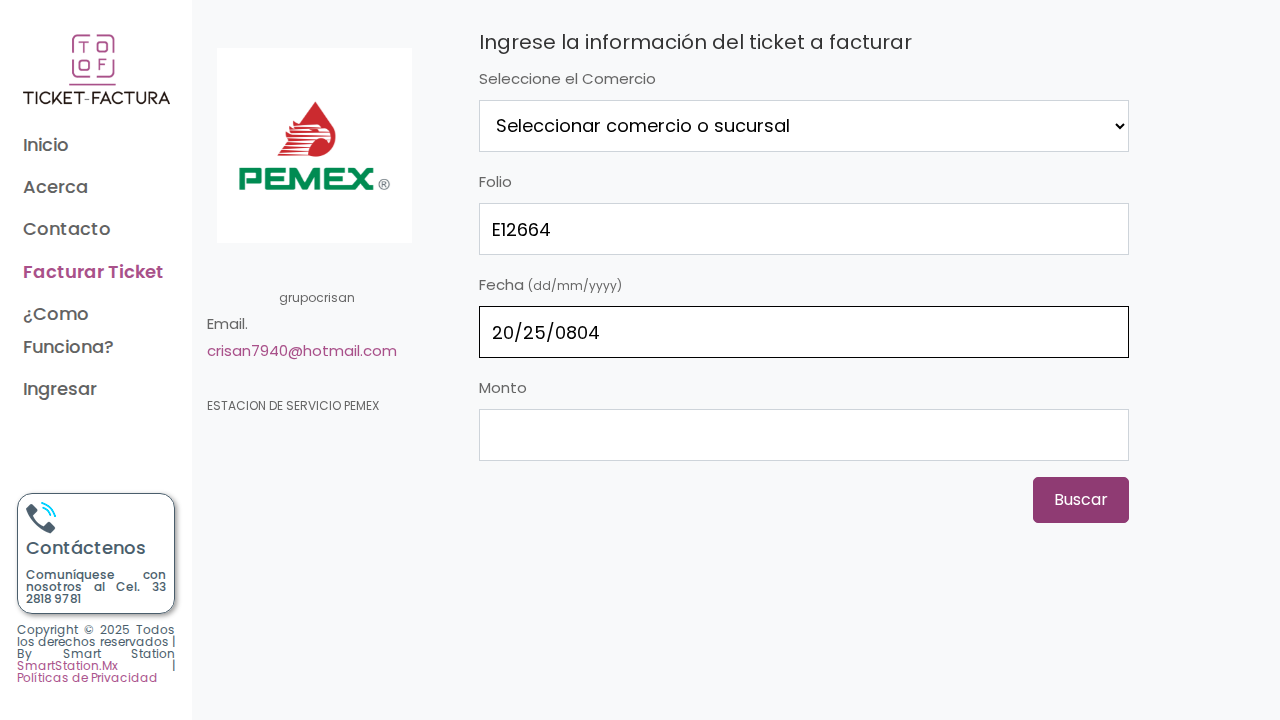 TO
OF
TICKET-FACTURA
Inicio
Acerca
Contacto
Facturar Ticket
¿Como
Funciona?
Ingresar
Contáctenos
Comuníquese con
nosotros al Cel. 33
2818 9781
Copyright © 2025 Todos
los derechos reservados |
By Smart Station
SmartStation.Mx |
Políticas de Privacidad
PEMEX®
grupocrisan
Email.
crisan7940@hotmail.com
ESTACION DE SERVICIO PEMEX
Ingrese la información del ticket a facturar
Seleccione el Comercio
Seleccionar comercio o sucursal
Folio
E12664
Fecha (dd/mm/yyyy)
20/25/0804
Monto
Buscar